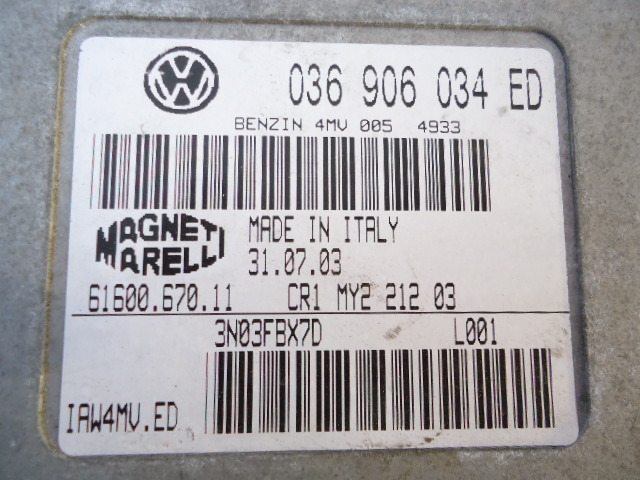 036 906 034 ED
BENZIN 4MV 005 4933
MAGNETI MARELLI
MADE IN ITALY
31.07.03
61600.670.11 CR1 MY2 212 03
3N03FBX7D L001
IAW4MV.ED